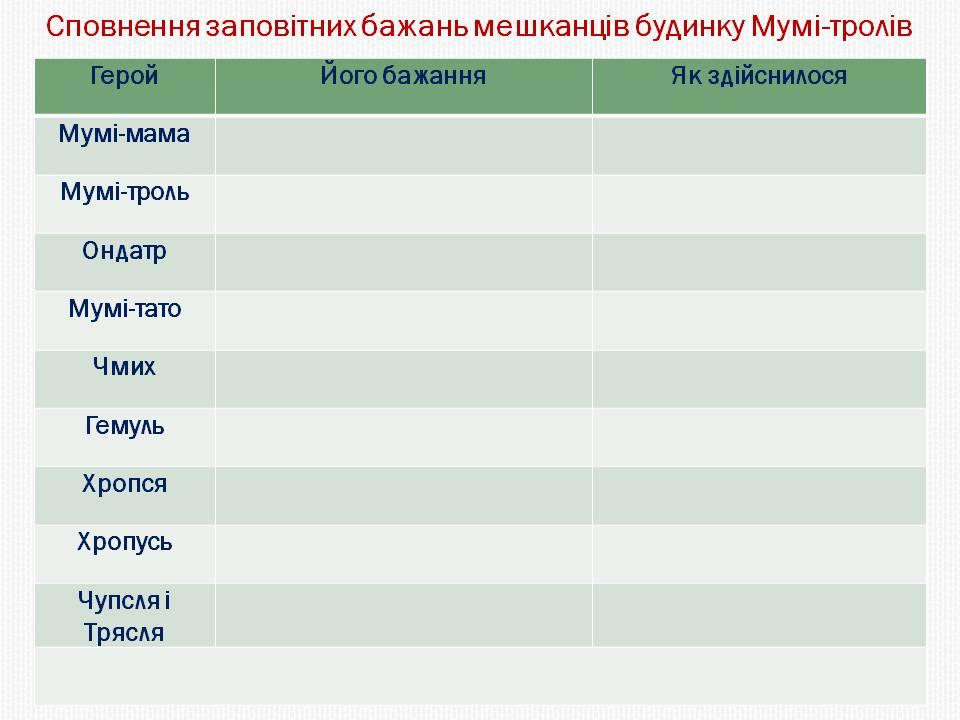 Сповнення заповітних бажань мешканців будинку Мумі-тролів
Герой Його бажання Як здійснилося
Мумі-мама
Мумі-троль
Ондатр
Мумі-тато
Чмих
Гемуль
Хропся
Хропусь
Чупсля і
Трясля